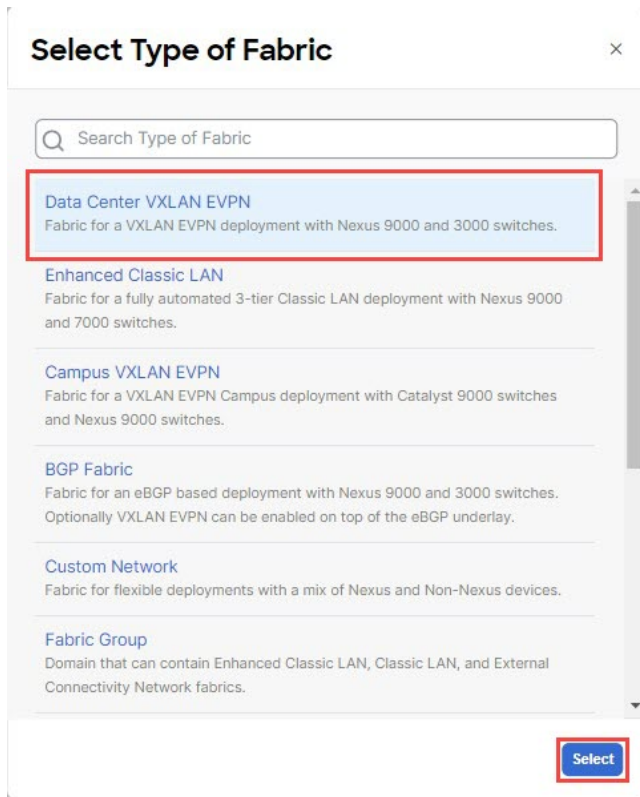 Select Type of Fabric
Search Type of Fabric
Data Center VXLAN EVPN
Fabric for a VXLAN EVPN deployment with Nexus 9000 and 3000 switches.
Enhanced Classic LAN
Fabric for a fully automated 3-tier Classic LAN deployment with Nexus 9000
and 7000 switches.
Campus VXLAN EVPN
Fabric for a VXLAN EVPN Campus deployment with Catalyst 9000 switches
and Nexus 9000 switches.
BGP Fabric
Fabric for an eBGP based deployment with Nexus 9000 and 3000 switches.
Optionally VXLAN EVPN can be enabled on top of the eBGP underlay.
Custom Network
Fabric for flexible deployments with a mix of Nexus and Non-Nexus devices.
Fabric Group
Domain that can contain Enhanced Classic LAN, Classic LAN, and External
Connectivity Network fabrics.
Select